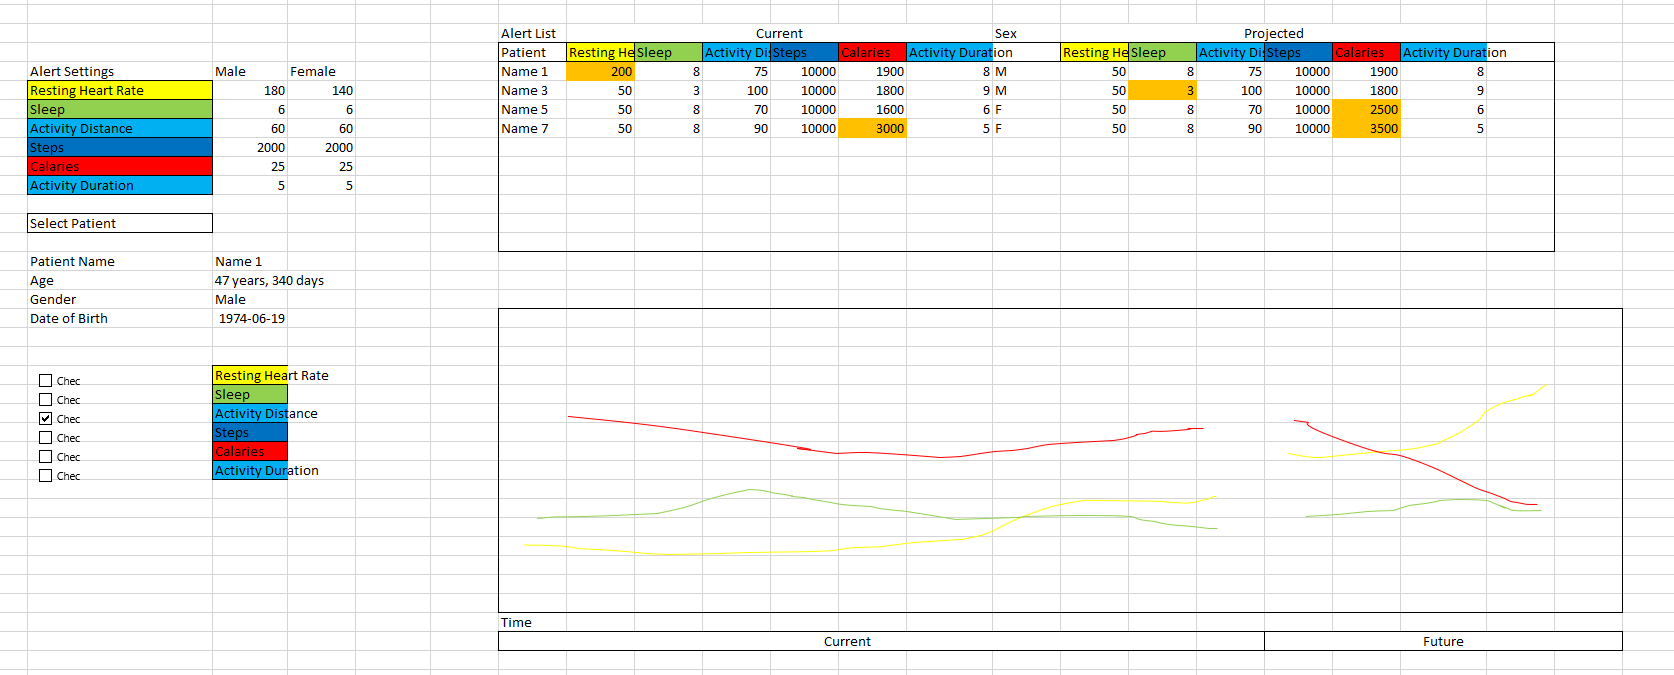 Alert List Current Sex Projected
Patient Resting He Sleep Activity Di Steps Calaries Activity Duration Resting He Sleep Activity Di Steps Calaries Activity Duration
Alert Settings Male Female
Name 1 200 8 75 10000 1900 8 M 50 8 75 10000 1900 8
Resting Heart Rate 180 140
Name 3 50 3 100 10000 1800 9 M 50 3 100 10000 1800 9
Sleep 6 6
Name 5 50 8 70 10000 1600 6 F 50 8 70 10000 2500 6
Activity Distance 60 60
Name 7 50 8 90 10000 3000 5 F 50 8 90 10000 3500 5
Steps 2000 2000
Calaries 25 25
Activity Duration 5 5
Select Patient
Patient Name Name 1
Age 47 years, 340 days
Gender Male
Date of Birth 1974-06-19
Chec Resting Heart Rate
Chec Sleep
Chec Activity Distance
Chec Steps
Chec Calaries
Chec Activity Duration
Time
Current Future